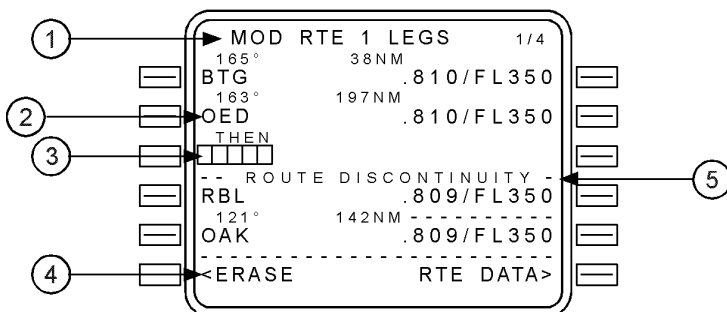 MOD RTE 1 LEGS 1/4
165° 38NM
BTG .810/FL350
163° 197NM
OED .810/FL350
THEN
□□□□□
-- ROUTE DISCONTINUITY -
RBL .809/FL350
121° 142NM ---------
OAK .809/FL350
------------------------
<ERASE RTE DATA>
1
2
3
4
5